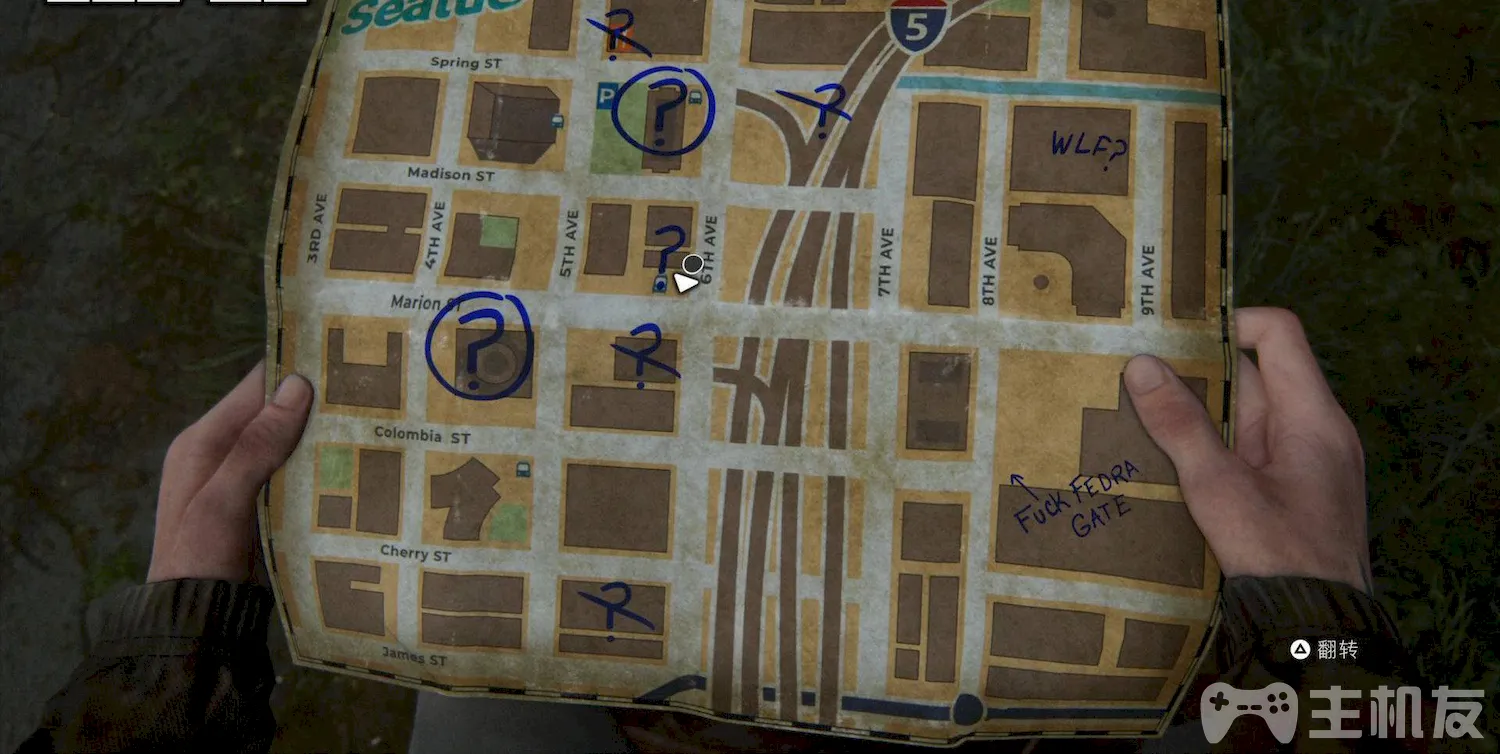 Seattle
5
?
Spring ST
P
?
?
WLF?
Madison ST
3RD AVE
4TH AVE
5TH AVE
6TH AVE
7TH AVE
8TH AVE
9TH AVE
?
Marion ST
?
?
Colombia ST
FUCK FEDRA
GATE
Cherry ST
?
James ST
翻转
主机友